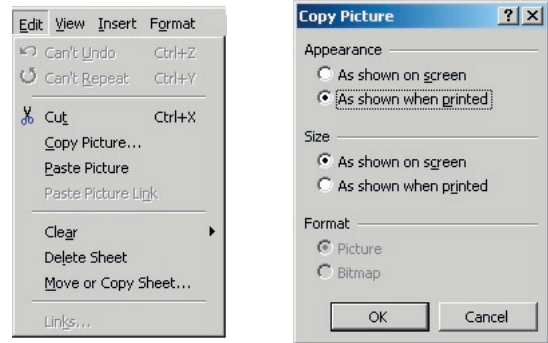 Edit View Insert Format
Can't Undo Ctrl+Z
Can't Repeat Ctrl+Y
Cut Ctrl+X
Copy Picture...
Paste Picture
Paste Picture Link
Clear
Delete Sheet
Move or Copy Sheet...
Links...
Copy Picture ? X
Appearance
As shown on screen
As shown when printed
Size
As shown on screen
As shown when printed
Format
Picture
Bitmap
OK Cancel